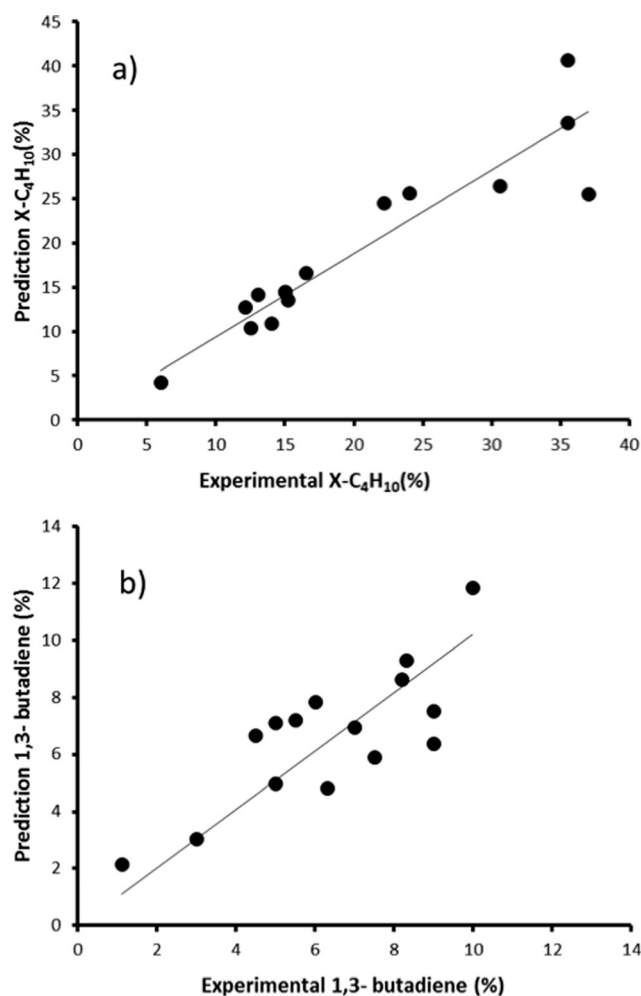 a)
Prediction X-C₄H₁₀(%)
45
40
35
30
25
20
15
10
5
0
0 5 10 15 20 25 30 35 40
Experimental X-C₄H₁₀(%)
b)
Prediction 1,3- butadiene (%)
14
12
10
8
6
4
2
0
0 2 4 6 8 10 12 14
Experimental 1,3- butadiene (%)